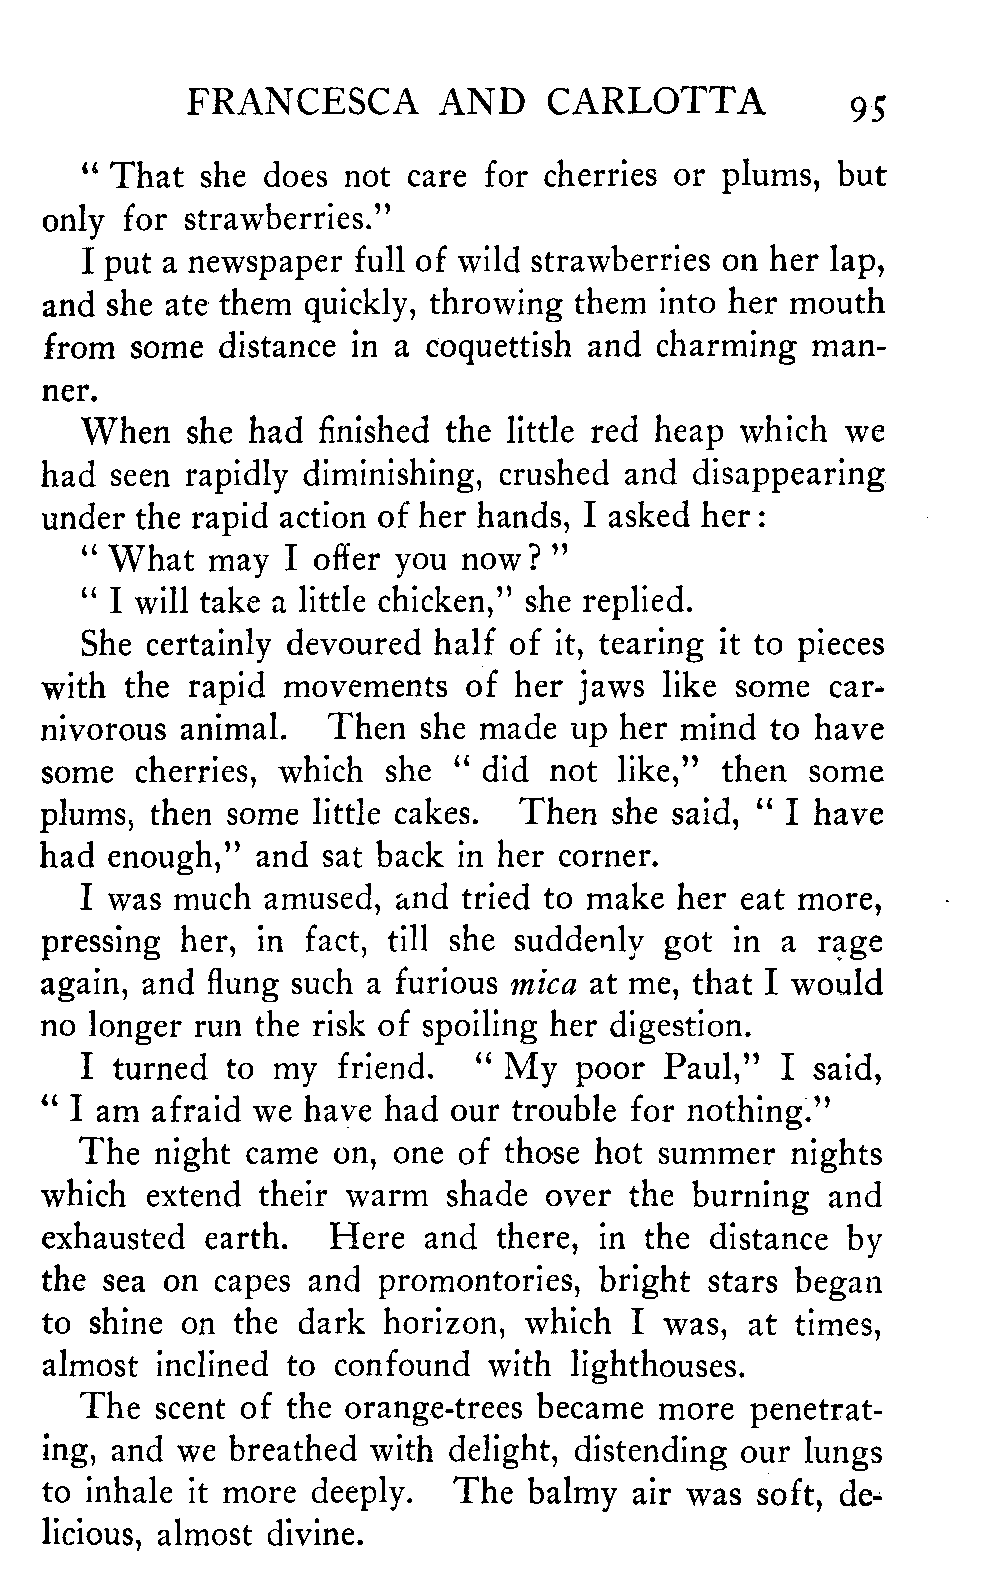 FRANCESCA AND CARLOTTA 95
“ That she does not care for cherries or plums, but
only for strawberries.”
I put a newspaper full of wild strawberries on her lap,
and she ate them quickly, throwing them into her mouth
from some distance in a coquettish and charming man-
ner.
When she had finished the little red heap which we
had seen rapidly diminishing, crushed and disappearing
under the rapid action of her hands, I asked her :
“ What may I offer you now ? ”
“ I will take a little chicken,” she replied.
She certainly devoured half of it, tearing it to pieces
with the rapid movements of her jaws like some car-
nivorous animal. Then she made up her mind to have
some cherries, which she “ did not like,” then some
plums, then some little cakes. Then she said, “ I have
had enough,” and sat back in her corner.
I was much amused, and tried to make her eat more,
pressing her, in fact, till she suddenly got in a rage
again, and flung such a furious mica at me, that I would
no longer run the risk of spoiling her digestion.
I turned to my friend. “ My poor Paul,” I said,
“ I am afraid we have had our trouble for nothing.”
The night came on, one of those hot summer nights
which extend their warm shade over the burning and
exhausted earth. Here and there, in the distance by
the sea on capes and promontories, bright stars began
to shine on the dark horizon, which I was, at times,
almost inclined to confound with lighthouses.
The scent of the orange-trees became more penetrat-
ing, and we breathed with delight, distending our lungs
to inhale it more deeply. The balmy air was soft, de-
licious, almost divine.